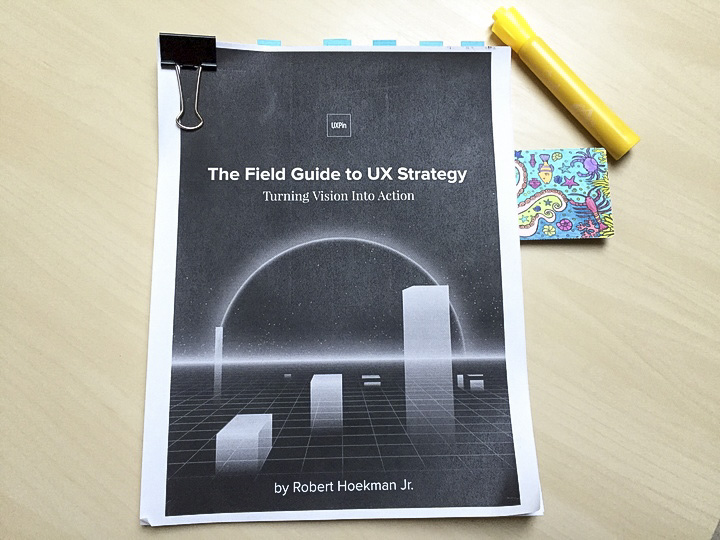 UXPin
The Field Guide to UX Strategy
Turning Vision Into Action
by Robert Hoekman Jr.